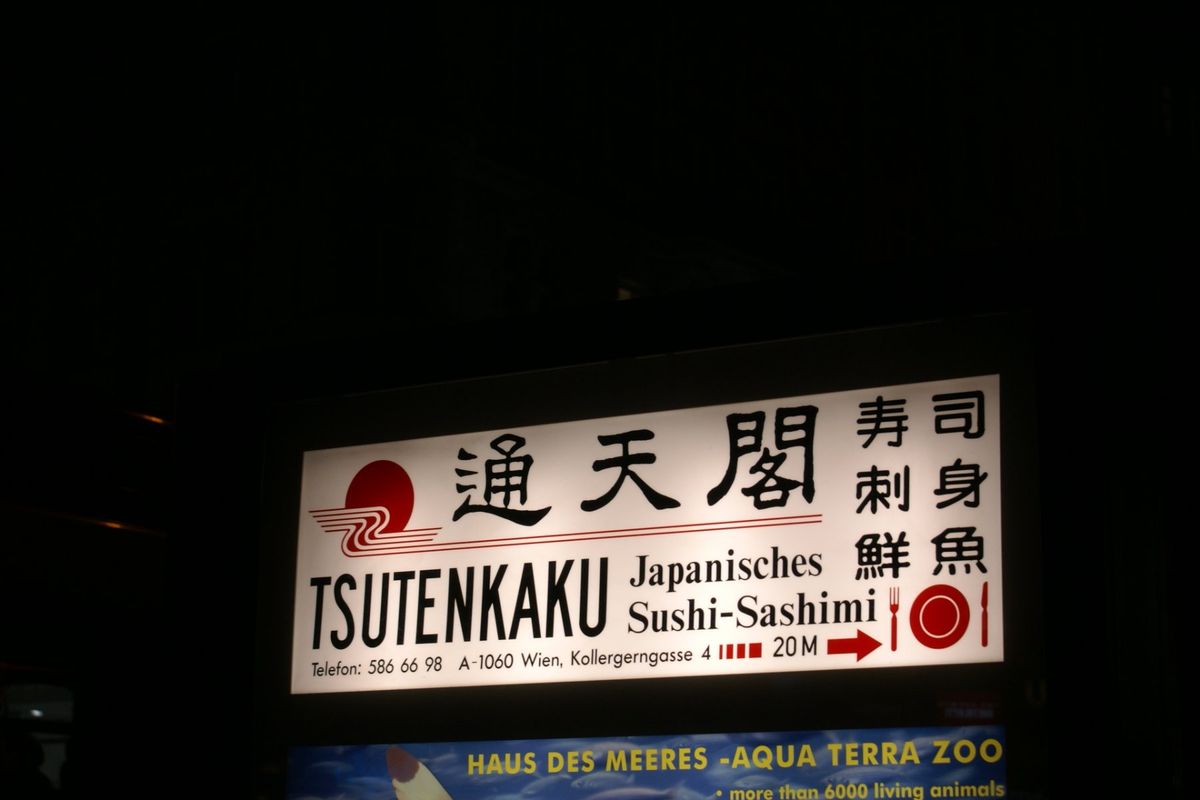 通天閣
寿司
刺身
鮮魚
TSUTENKAKU
Japanisches
Sushi-Sashimi
Telefon: 586 66 98 A-1060 Wien, Kollergerngasse 4 20M
HAUS DES MEERES -AQUA TERRA ZOO
• more than 6000 living animals